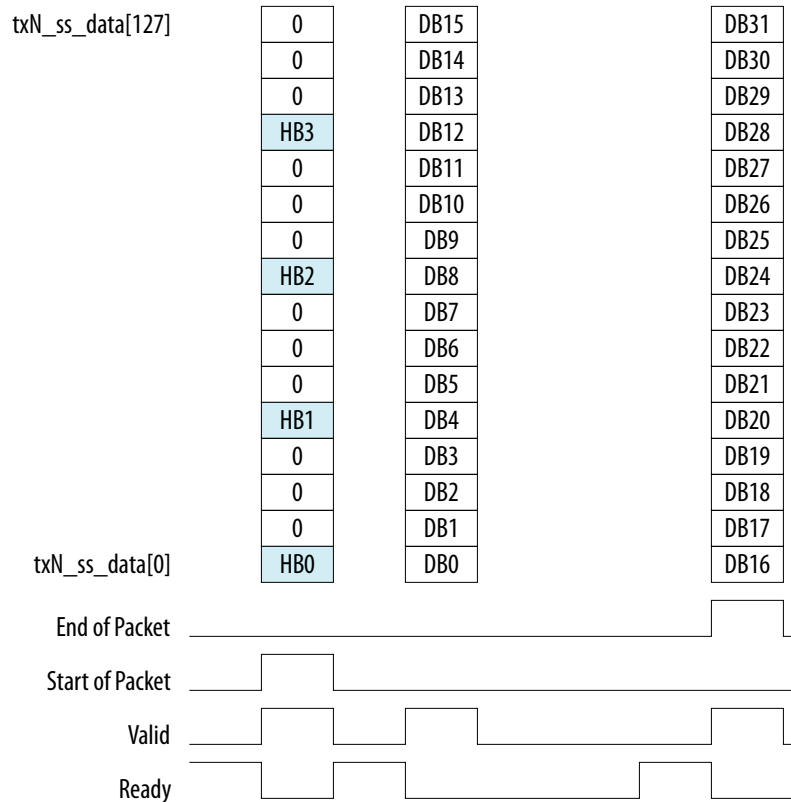 txN_ss_data[127] 0 DB15 DB31
0 DB14 DB30
0 DB13 DB29
HB3 DB12 DB28
0 DB11 DB27
0 DB10 DB26
0 DB9 DB25
HB2 DB8 DB24
0 DB7 DB23
0 DB6 DB22
0 DB5 DB21
HB1 DB4 DB20
0 DB3 DB19
0 DB2 DB18
0 DB1 DB17
txN_ss_data[0] HB0 DB0 DB16
End of Packet
Start of Packet
Valid
Ready